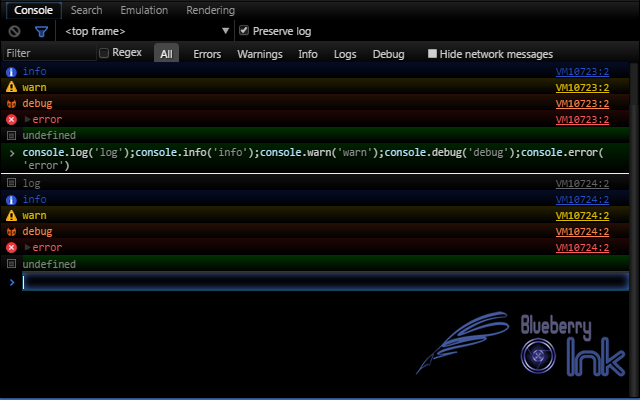 Console Search Emulation Rendering
<top frame> Preserve log
Filter Regex All Errors Warnings Info Logs Debug Hide network messages
info VM10723:2
warn VM10723:2
debug VM10723:2
error VM10723:2
undefined
console.log('log');console.info('info');console.warn('warn');console.debug('debug');console.error(
'error')
log VM10724:2
info VM10724:2
warn VM10724:2
debug VM10724:2
error VM10724:2
undefined
Blueberry
Ink